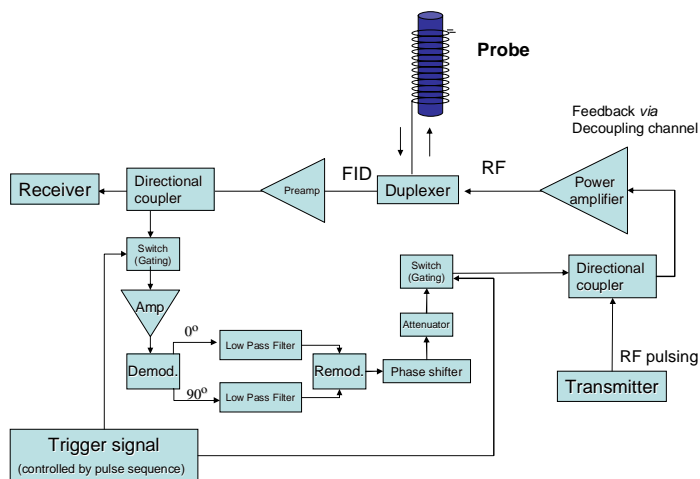 Probe
Feedback via
Decoupling channel
Receiver
Directional
coupler
Preamp
FID
Duplexer
RF
Power
amplifier
Switch
(Gating)
Switch
(Gating)
Directional
coupler
Amp
Attenuator
0°
Low Pass Filter
Demod.
Remod.
Phase shifter
RF pulsing
90°
Low Pass Filter
Transmitter
Trigger signal
(controlled by pulse sequence)